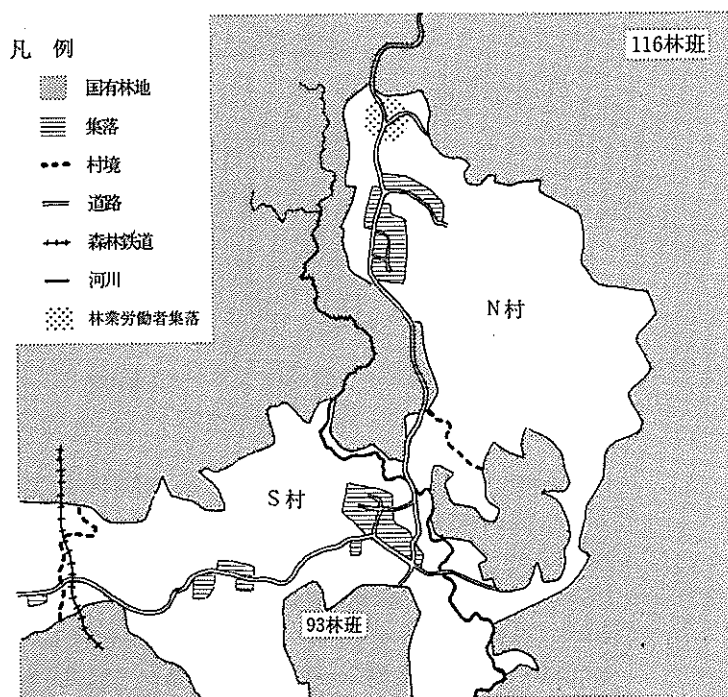 凡 例
国有林地
集落
村境
道路
森林鉄道
河川
林業労働者集落
116林班
N村
S村
93林班